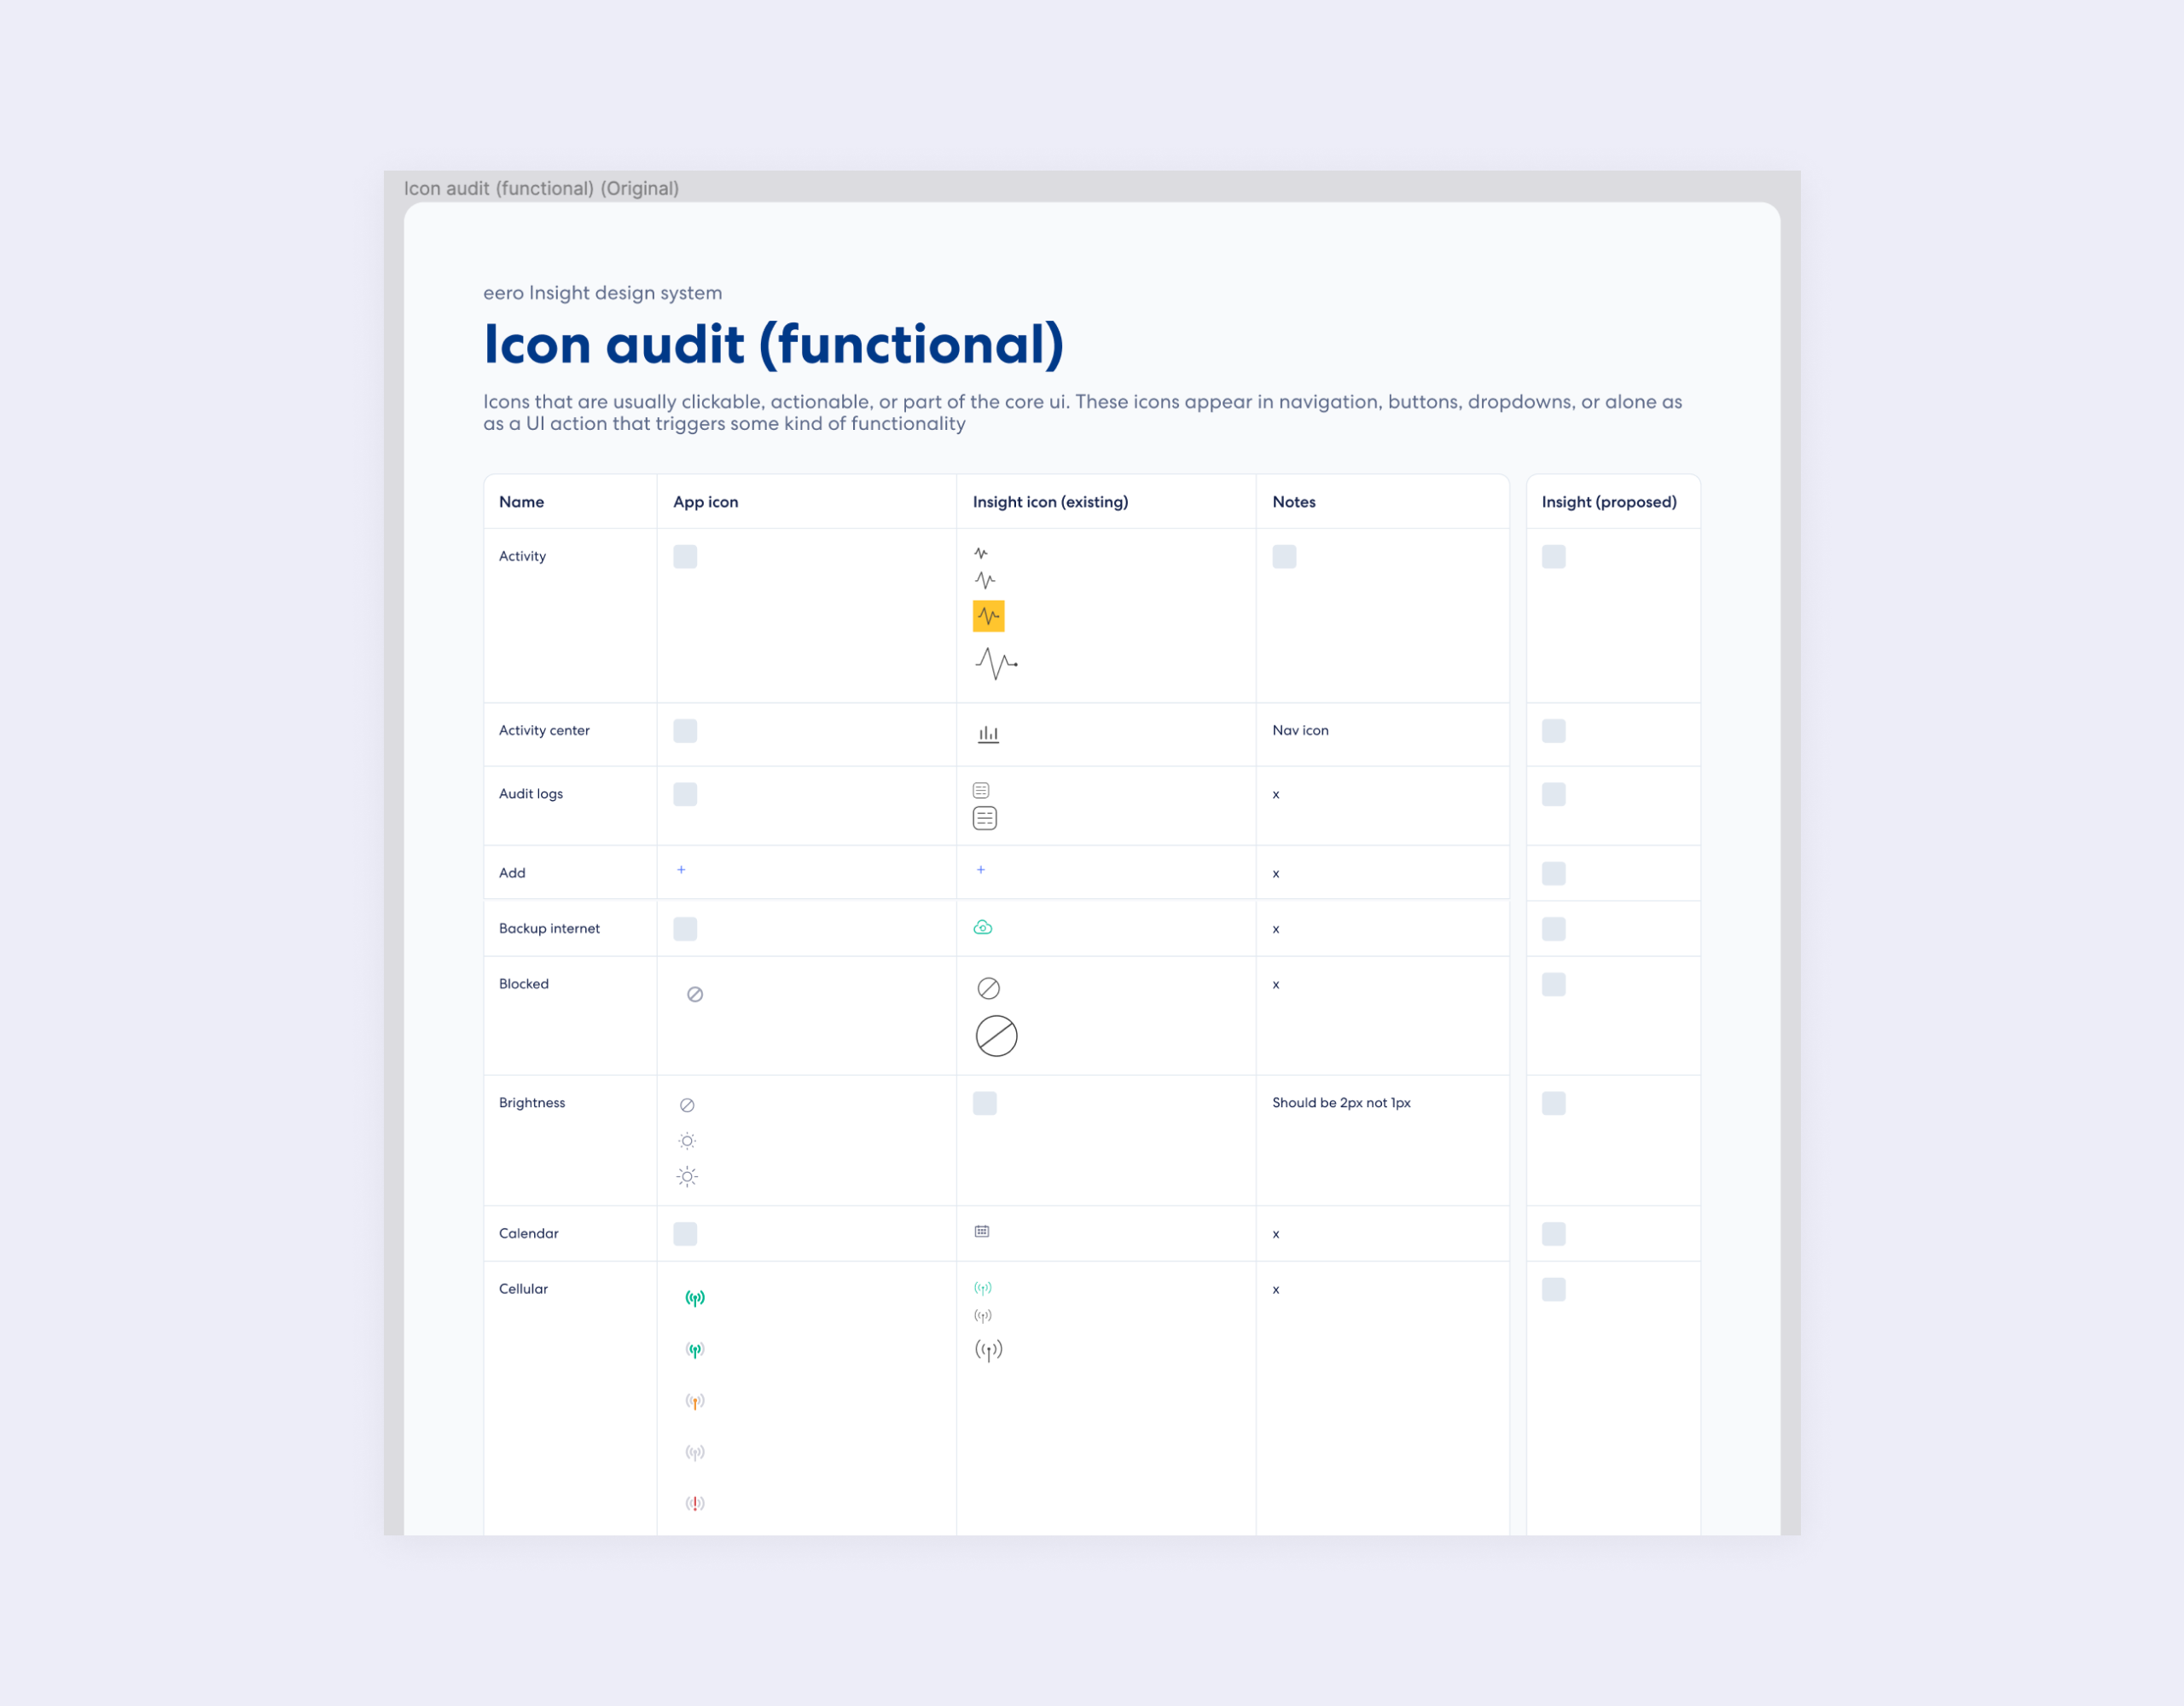 Icon audit (functional) (Original)
eero Insight design system
Icon audit (functional)
Icons that are usually clickable, actionable, or part of the core ui. These icons appear in navigation, buttons, dropdowns, or alone as
as a UI action that triggers some kind of functionality
Name App icon Insight icon (existing) Notes Insight (proposed)
Activity
Activity center Nav icon
Audit logs x
Add x
Backup internet x
Blocked x
Brightness Should be 2px not 1px
Calendar x
Cellular x